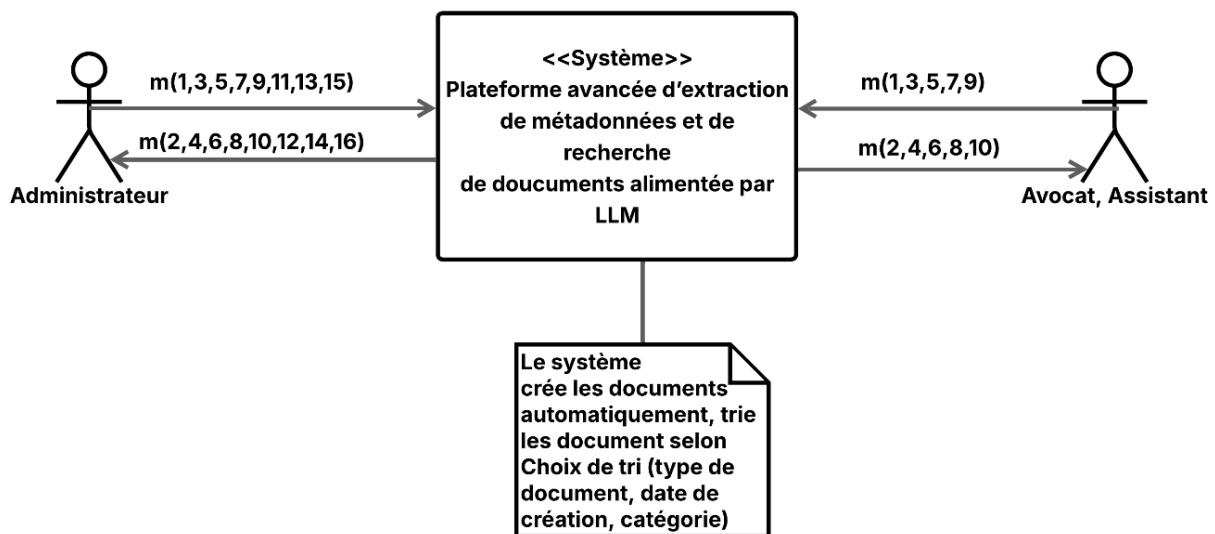 m(1,3,5,7,9,11,13,15)
m(2,4,6,8,10,12,14,16)
Administrateur
<<Système>>
Plateforme avancée d'extraction
de métadonnées et de
recherche
de doucuments alimentée par
LLM
m(1,3,5,7,9)
m(2,4,6,8,10)
Avocat, Assistant
Le système
crée les documents
automatiquement, trie
les document selon
Choix de tri (type de
document, date de
création, catégorie)